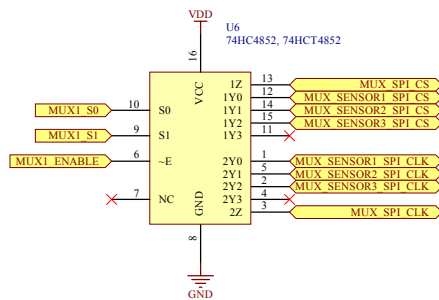 VDD
U6
74HC4852, 74HCT4852
16
VCC
10 S0
MUX1_S0
9 S1
MUX1_S1
6 ~E
MUX1_ENABLE
7 NC
GND
8
GND
1Z 13 MUX_SPI_CS
1Y0 12 MUX_SENSOR1_SPI_CS
1Y1 14 MUX_SENSOR2_SPI_CS
1Y2 15 MUX_SENSOR3_SPI_CS
1Y3 11
2Y0 1 MUX_SENSOR1_SPI_CLK
2Y1 5 MUX_SENSOR2_SPI_CLK
2Y2 2 MUX_SENSOR3_SPI_CLK
2Y3 4
2Z 3 MUX_SPI_CLK